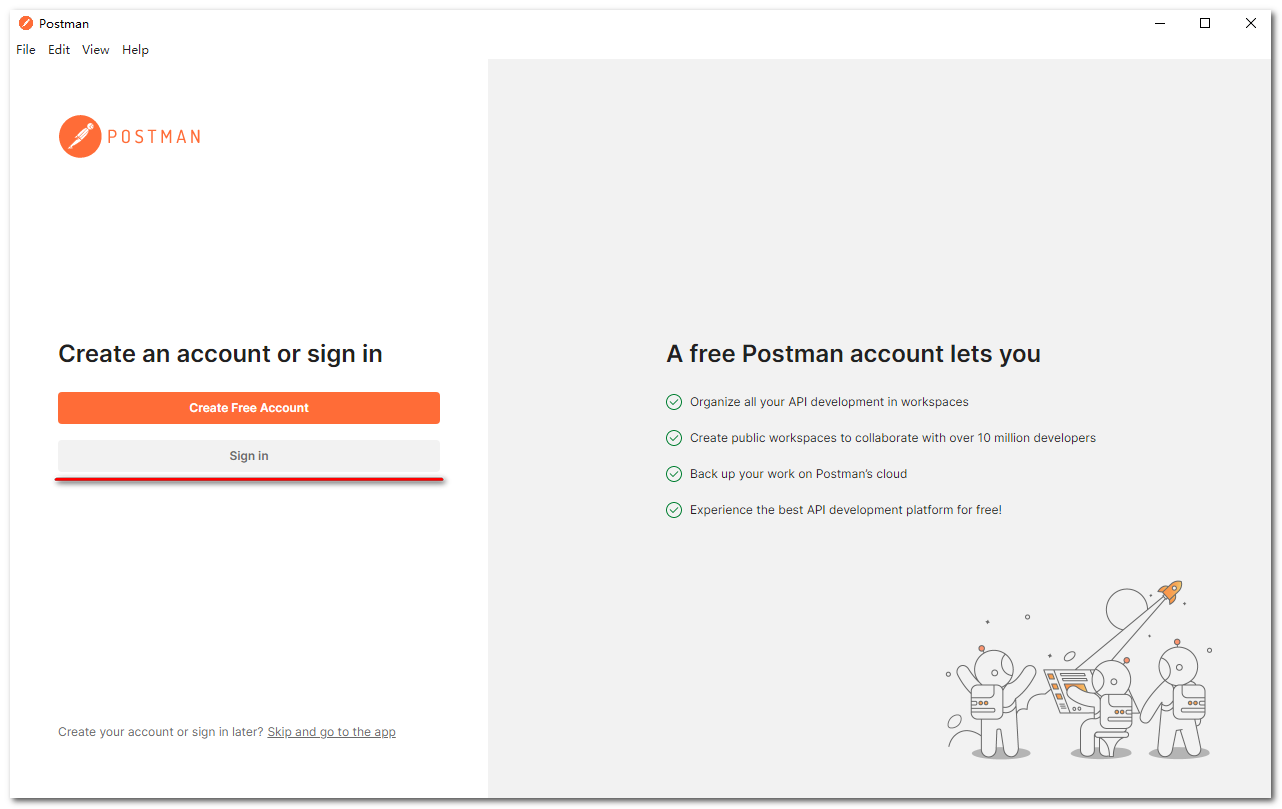 Postman
File Edit View Help
POSTMAN
Create an account or sign in
Create Free Account
Sign in
Create your account or sign in later? Skip and go to the app
A free Postman account lets you
Organize all your API development in workspaces
Create public workspaces to collaborate with over 10 million developers
Back up your work on Postman's cloud
Experience the best API development platform for free!